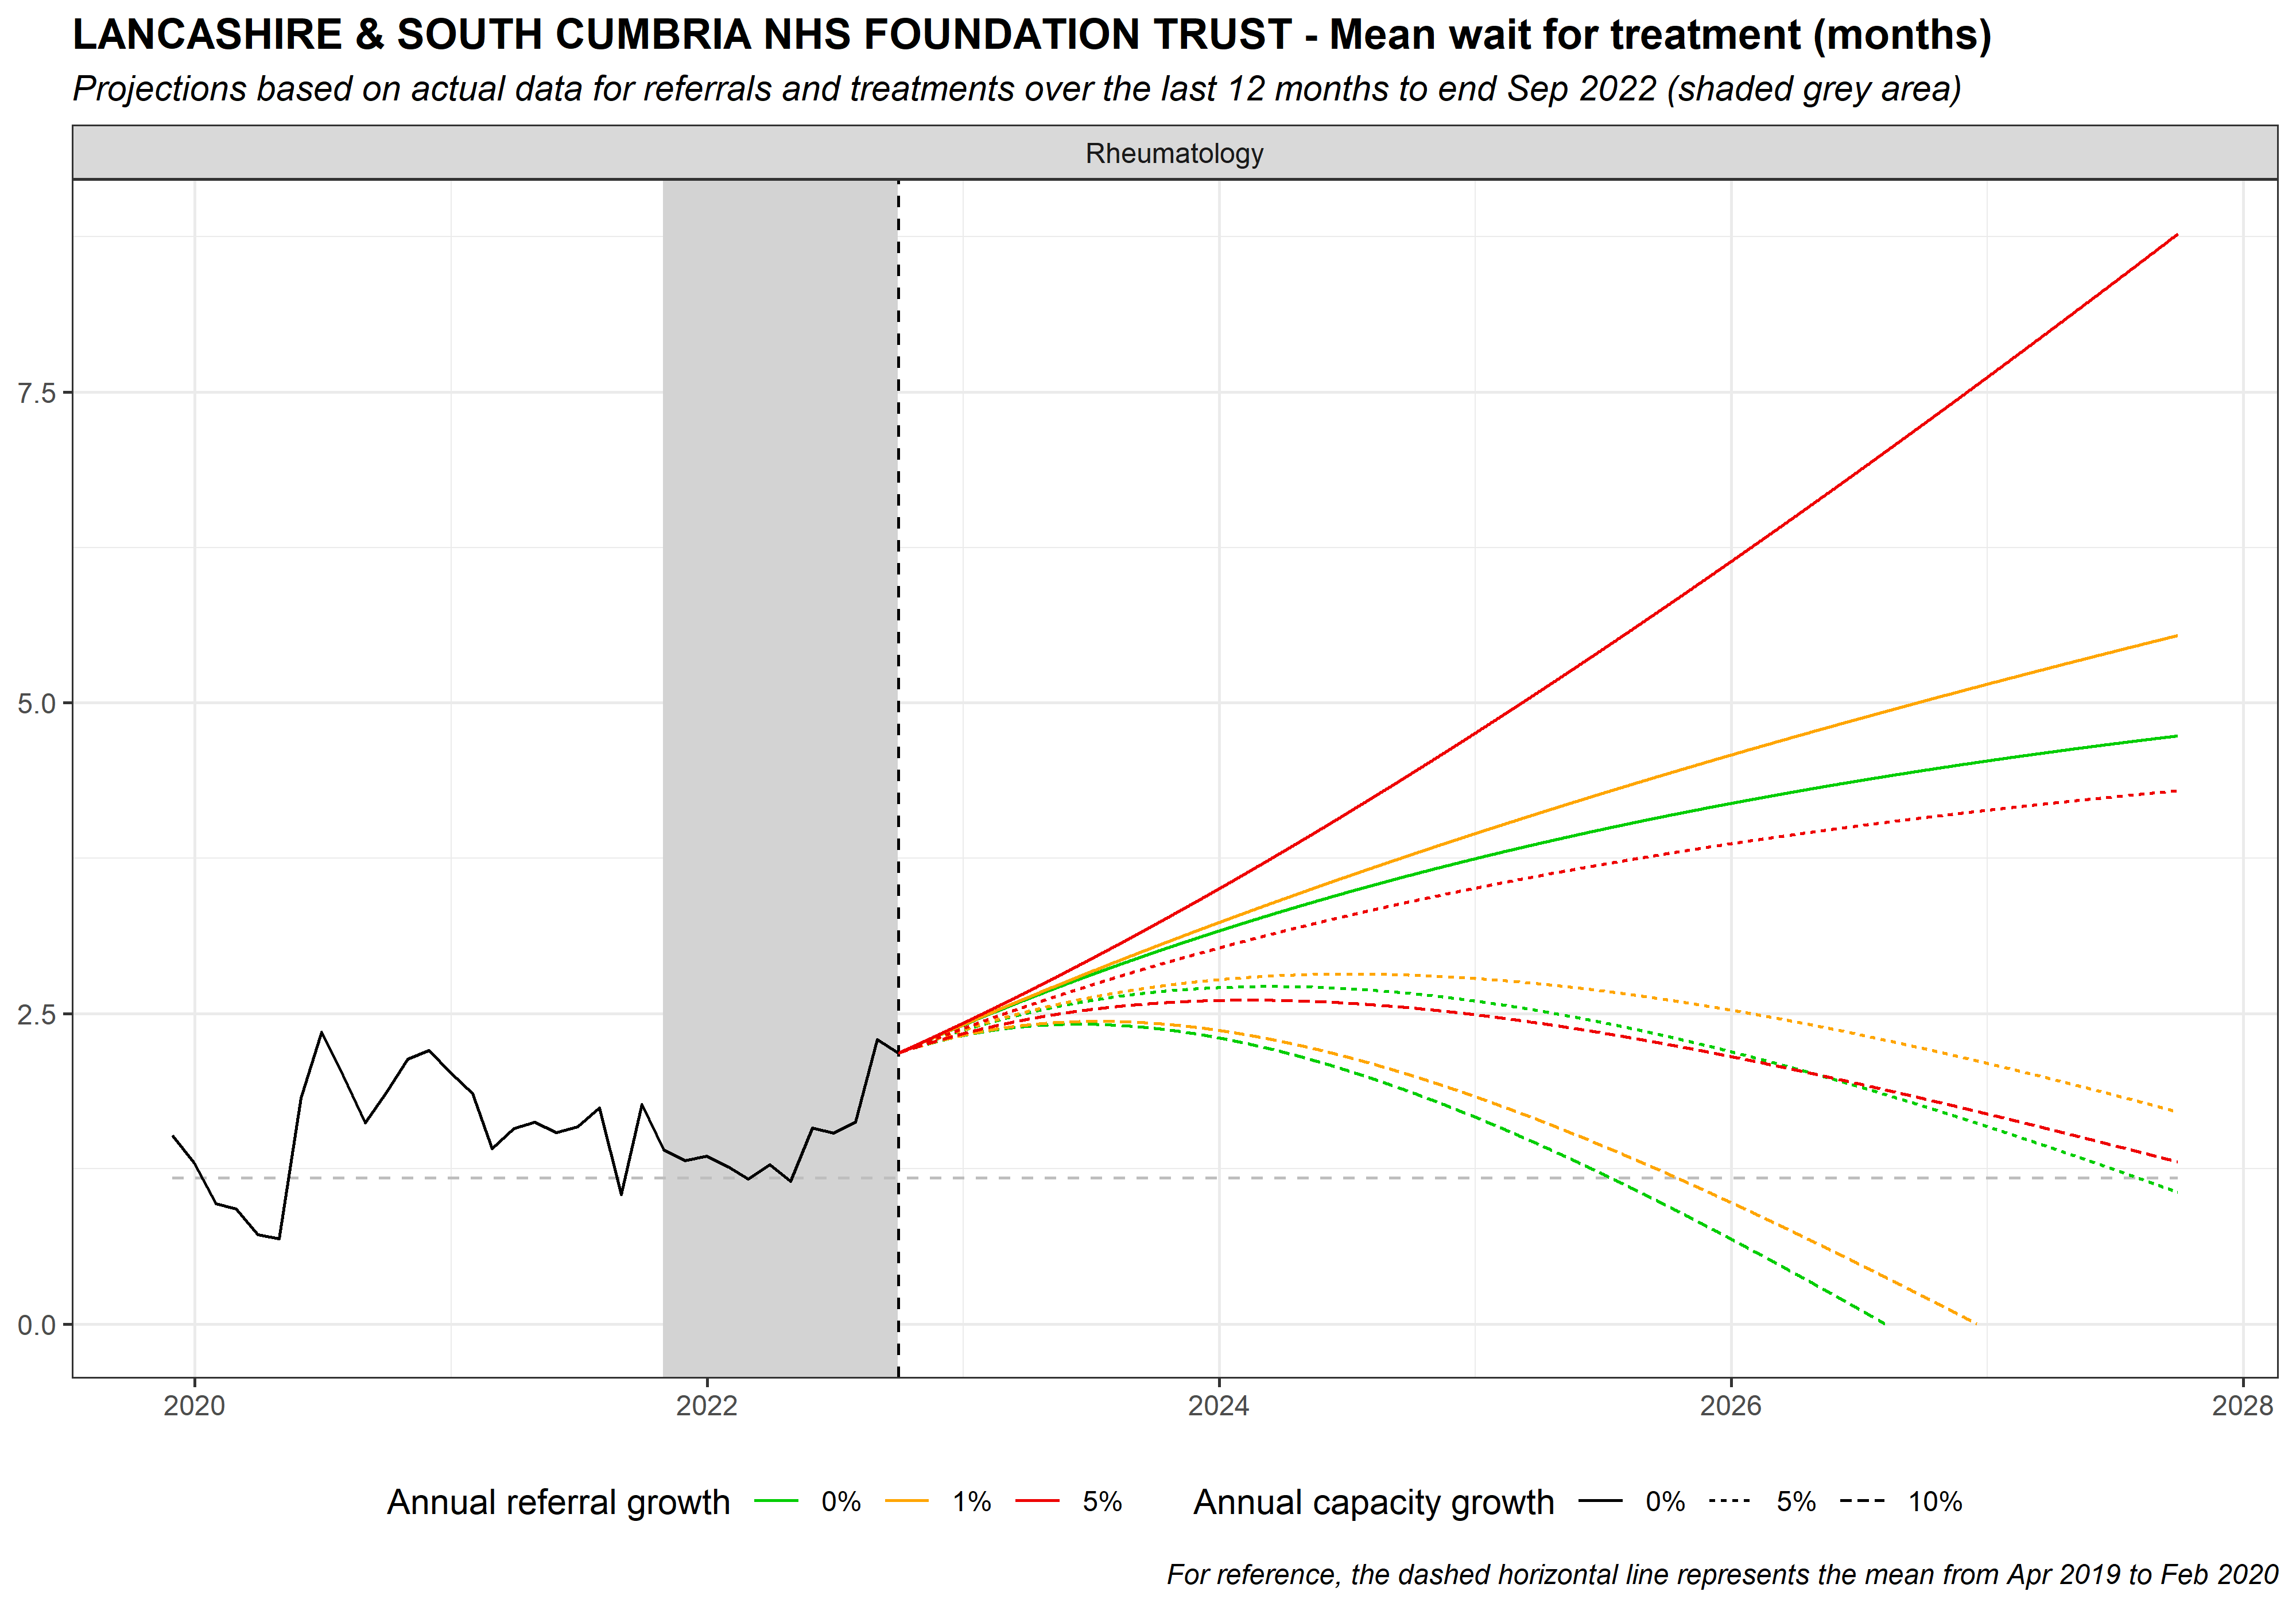 LANCASHIRE & SOUTH CUMBRIA NHS FOUNDATION TRUST - Mean wait for treatment (months)
Projections based on actual data for referrals and treatments over the last 12 months to end Sep 2022 (shaded grey area)
Rheumatology
7.5
5.0
2.5
0.0
2020 2022 2024 2026 2028
Annual referral growth 0% 1% 5% Annual capacity growth 0% 5% 10%
For reference, the dashed horizontal line represents the mean from Apr 2019 to Feb 2020